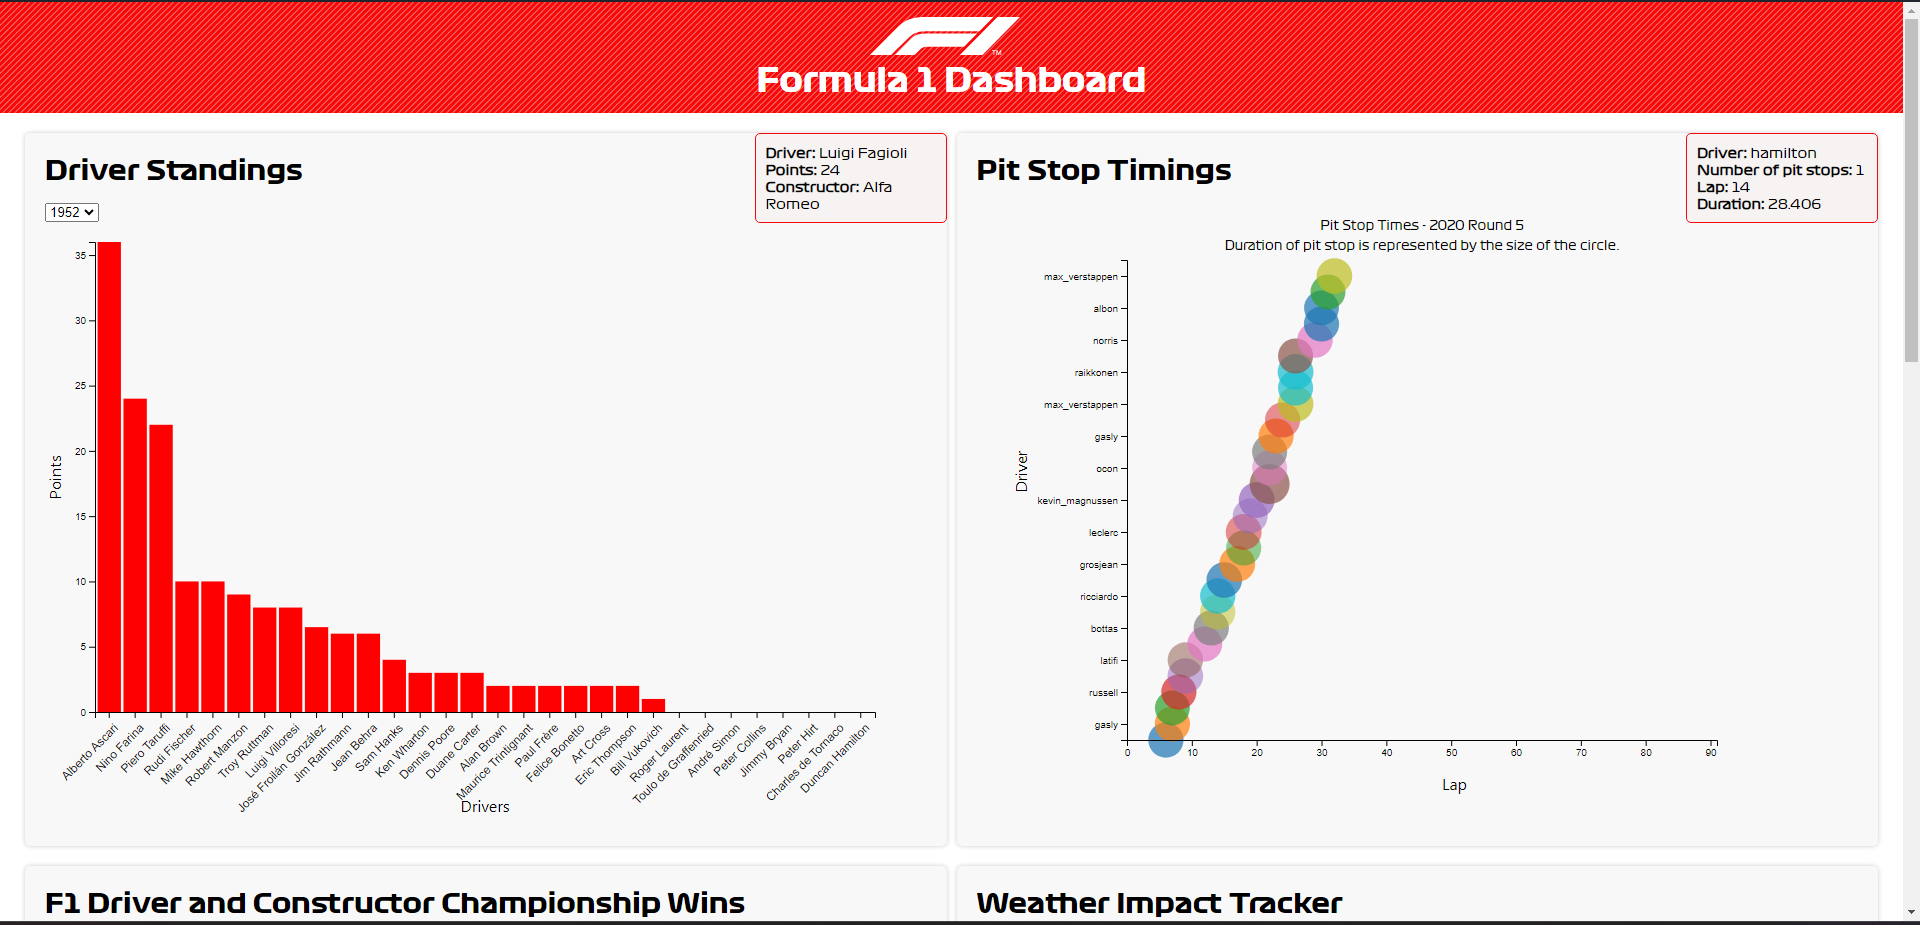 TM
Formula 1 Dashboard
Driver Standings
1952
Driver: Luigi Fagioli
Points: 24
Constructor: Alfa
Romeo
35
30
25
20
15
10
5
0
Points
Alberto Ascari
Nino Farina
Piero Taruffi
Rudi Fischer
Mike Hawthorn
Robert Manzon
Troy Ruttman
Luigi Villoresi
José Froilán González
Jim Rathmann
Jean Behra
Sam Hanks
Ken Wharton
Dennis Poore
Duane Carter
Alan Brown
Maurice Trintignant
Paul Frère
Felice Bonetto
Art Cross
Eric Thompson
Bill Vukovich
Roger Laurent
Toulo de Graffenried
André Simon
Peter Collins
Jimmy Bryan
Peter Hirt
Charles de Tornaco
Duncan Hamilton
Drivers
Pit Stop Timings
Driver: hamilton
Number of pit stops: 1
Lap: 14
Duration: 28.406
Pit Stop Times - 2020 Round 5
Duration of pit stop is represented by the size of the circle.
max_verstappen
albon
norris
raikkonen
max_verstappen
gasly
ocon
kevin_magnussen
leclerc
grosjean
ricciardo
bottas
latifi
russell
gasly
Driver
0 10 20 30 40 50 60 70 80 90
Lap
F1 Driver and Constructor Championship Wins
Weather Impact Tracker